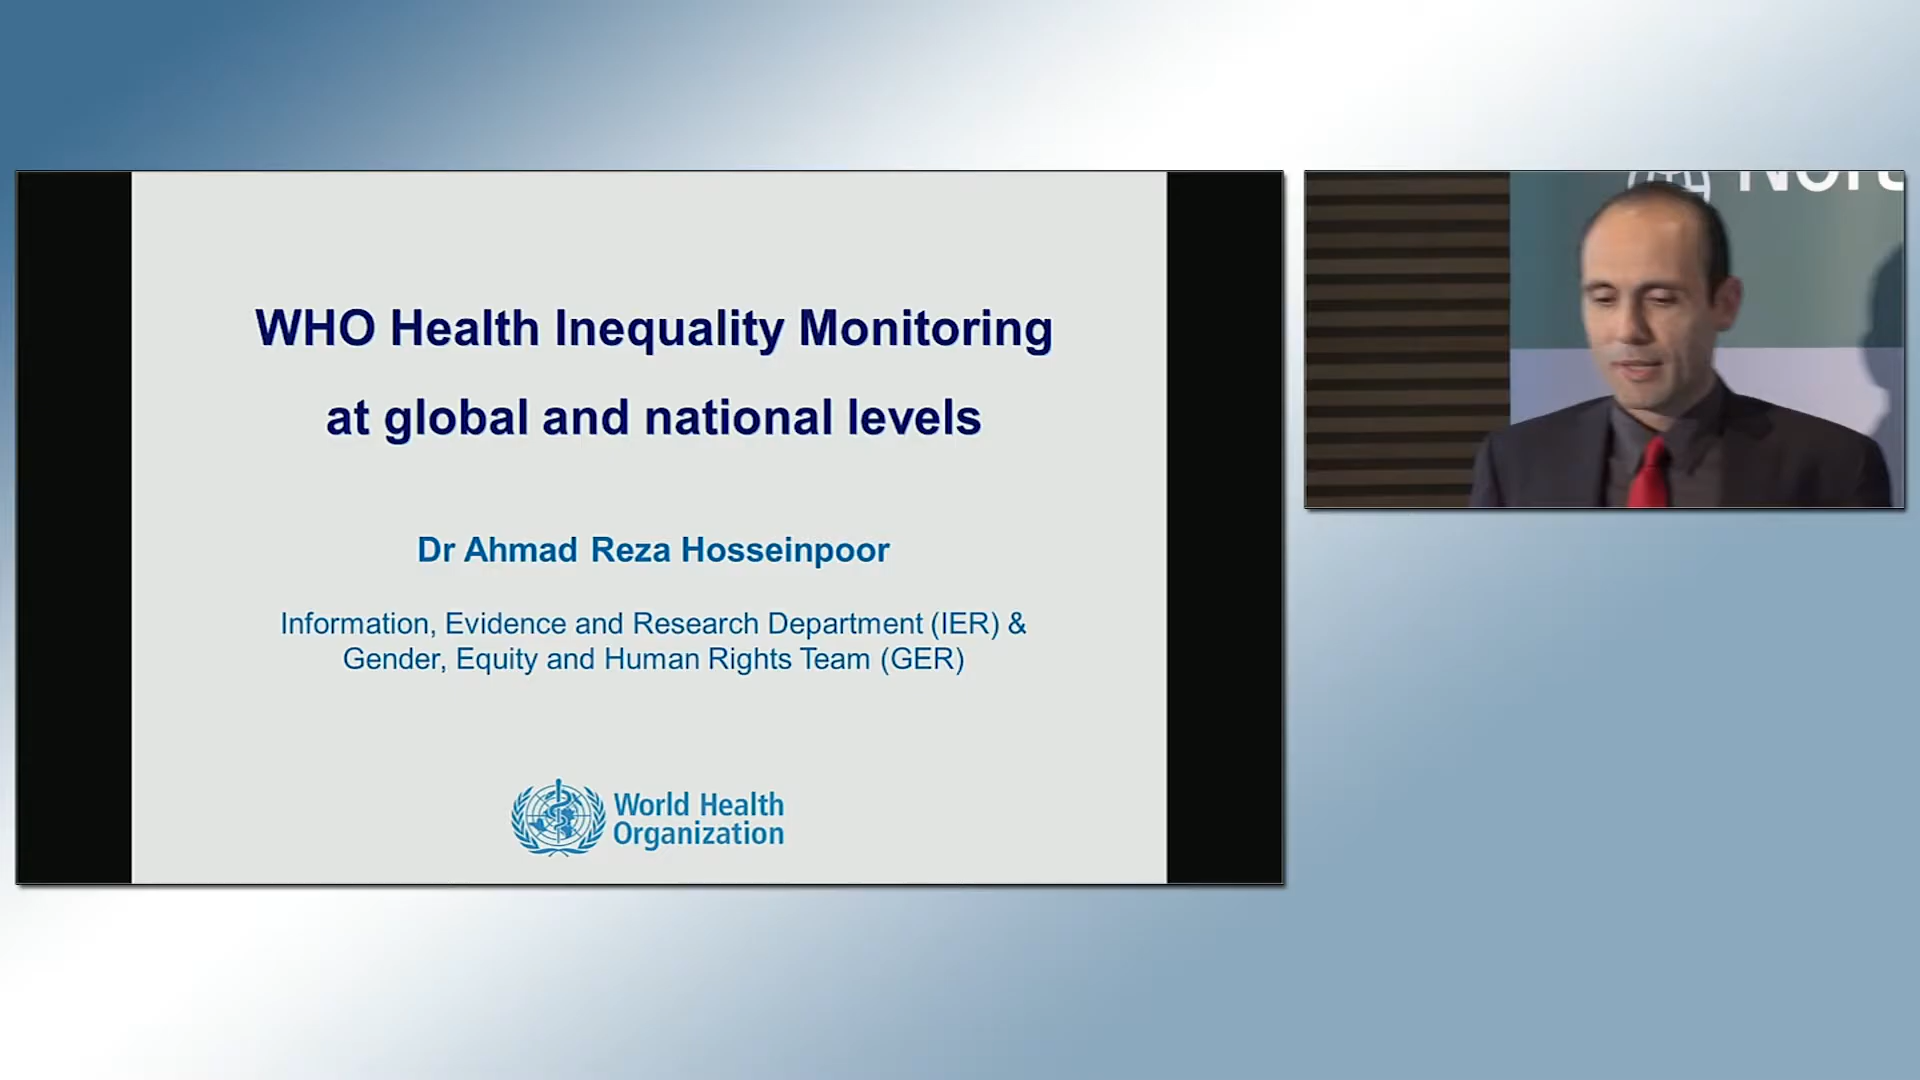 WHO Health Inequality Monitoring
at global and national levels
Dr Ahmad Reza Hosseinpoor
Information, Evidence and Research Department (IER) &
Gender, Equity and Human Rights Team (GER)
World Health
Organization